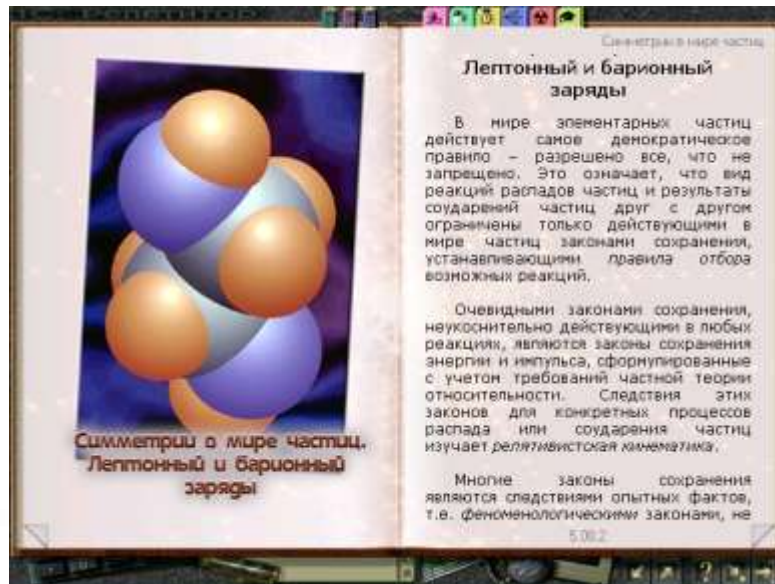 Симметрии в мире частиц.
Лептонный и барионный
заряды
Симметрии в мире частиц
Лептонный и барионный
заряды
В мире элементарных частиц
действует самое демократическое
правило – разрешено все, что не
запрещено. Это означает, что вид
реакций распадов частиц и результаты
соударений частиц друг с другом
ограничены только действующими в
мире частиц законами сохранения,
устанавливающими правила отбора
возможных реакций.
Очевидными законами сохранения,
неукоснительно действующими в любых
реакциях, являются законы сохранения
энергии и импульса, сформулированные
с учетом требований частной теории
относительности. Следствия этих
законов для конкретных процессов
распада или соударения частиц
изучает релятивистская кинематика.
Многие законы сохранения
являются следствиями опытных фактов,
т.е. феноменологическими законами, не
5.06.2